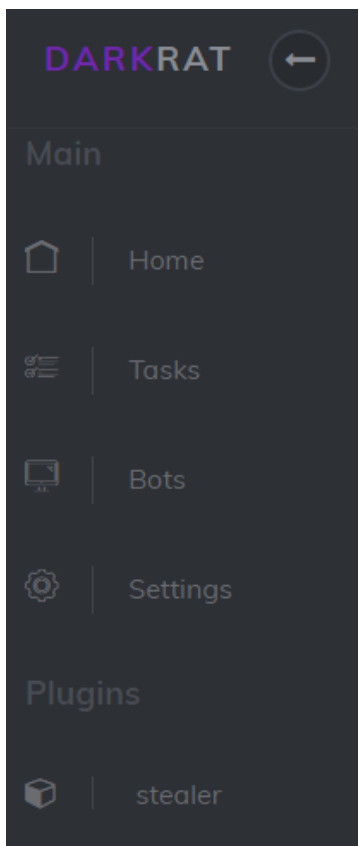 DARKRAT
Main
Home
Tasks
Bots
Settings
Plugins
stealer